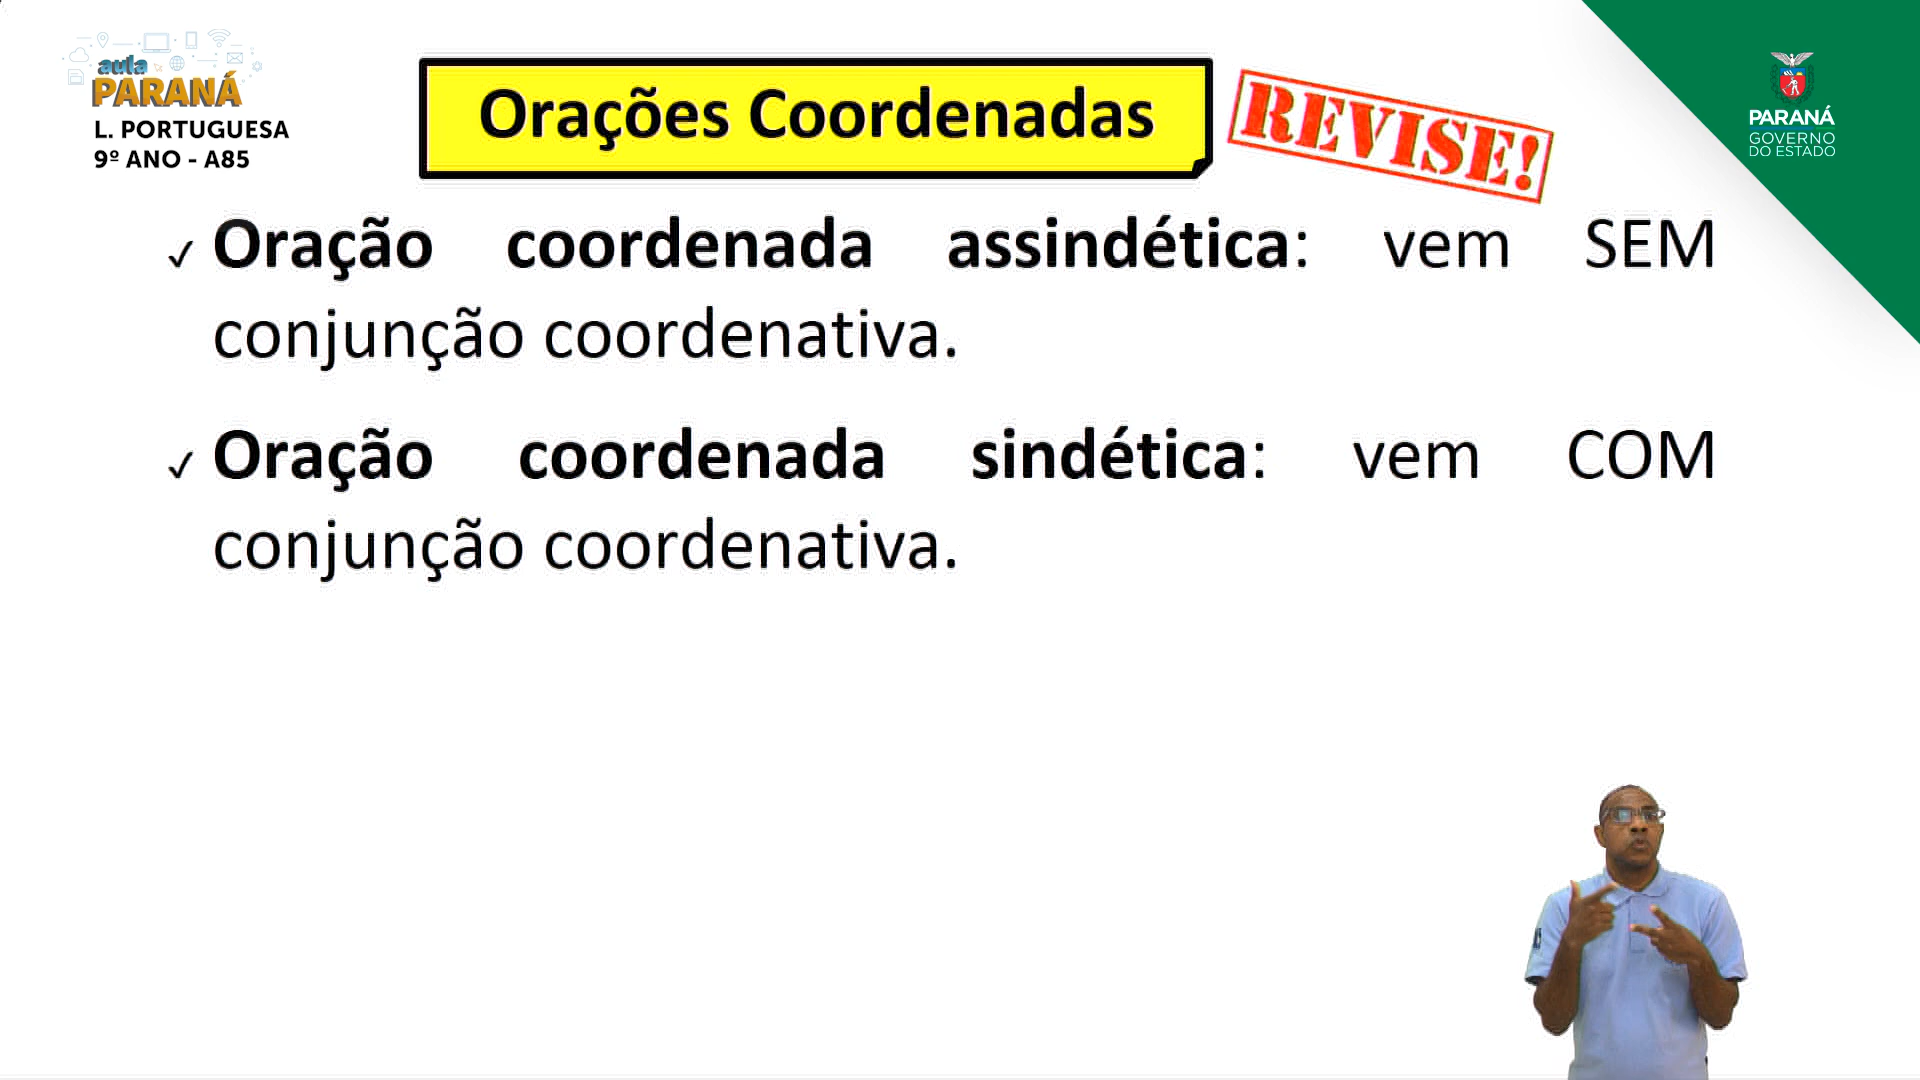 aula
PARANÁ
L. PORTUGUESA
9º ANO - A85
Orações Coordenadas
REVISE!
PARANÁ
GOVERNO
DO ESTADO
✓ Oração coordenada assindética: vem SEM
conjunção coordenativa.
✓ Oração coordenada sindética: vem COM
conjunção coordenativa.